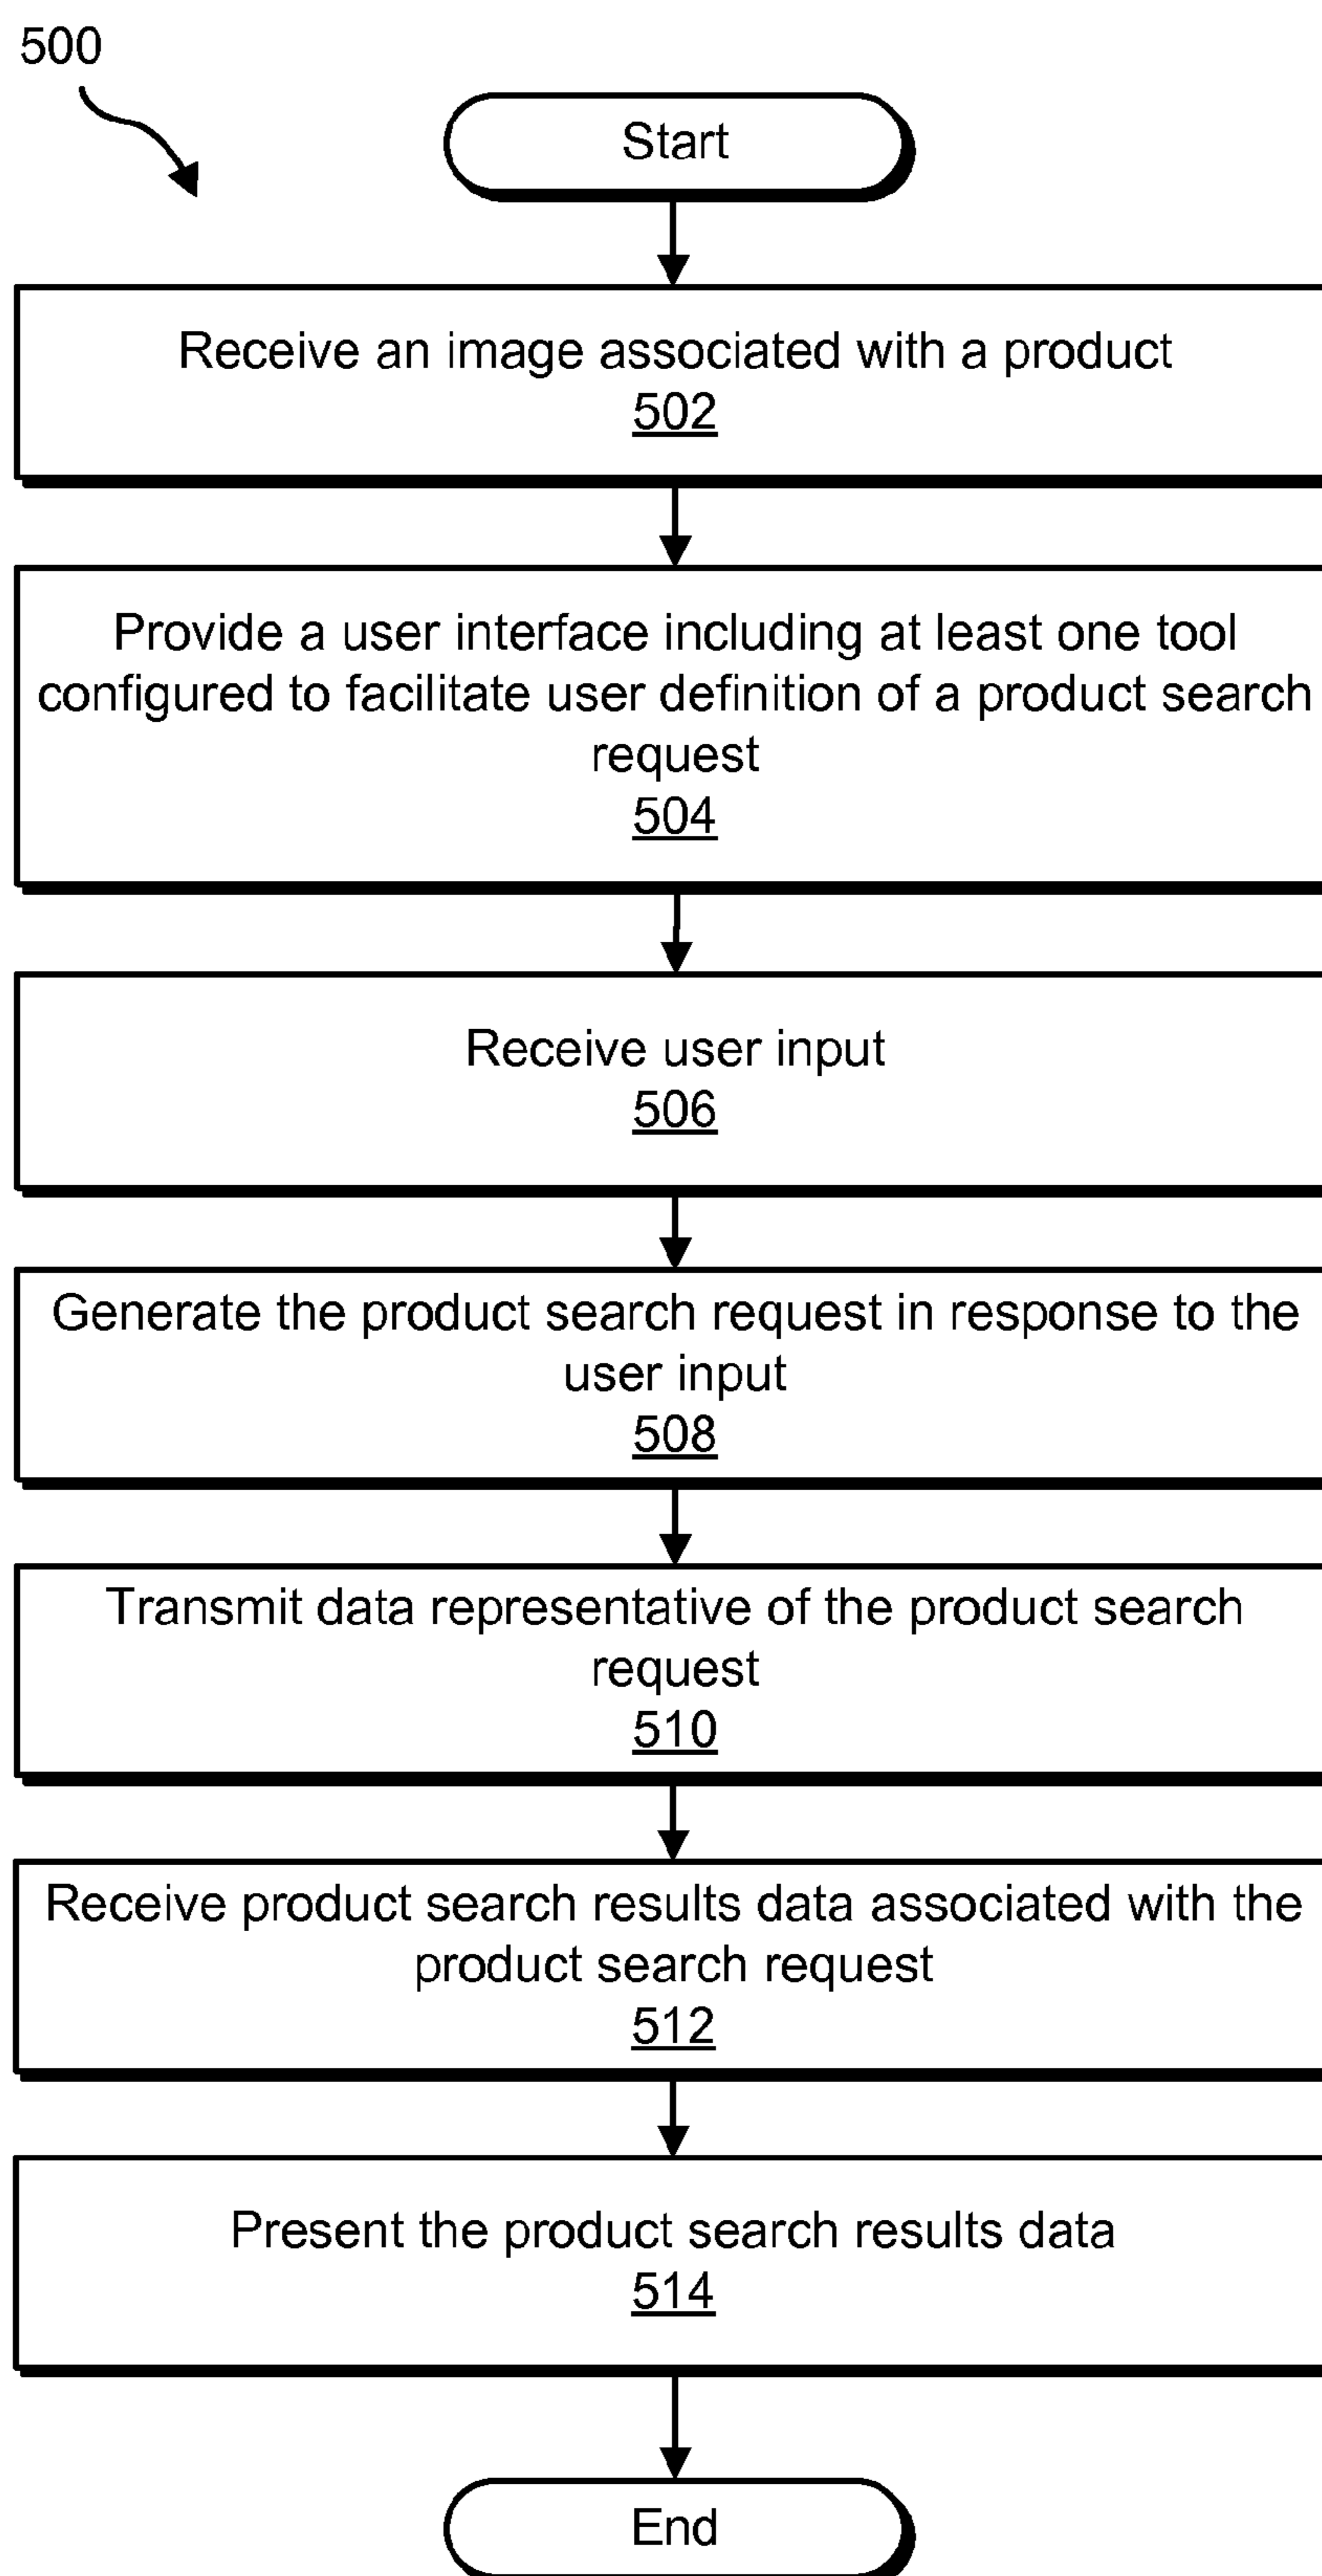 500
Start
Receive an image associated with a product
502
Provide a user interface including at least one tool
configured to facilitate user definition of a product search
request
504
Receive user input
506
Generate the product search request in response to the
user input
508
Transmit data representative of the product search
request
510
Receive product search results data associated with the
product search request
512
Present the product search results data
514
End